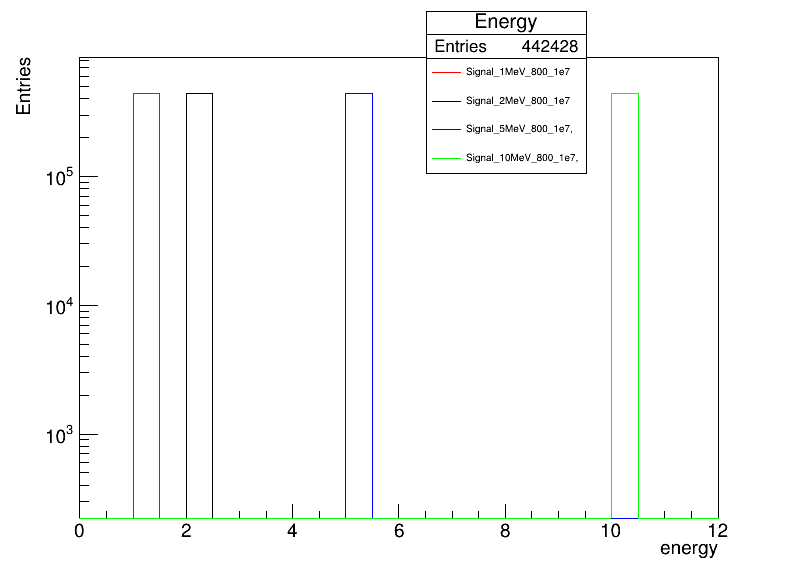 Energy
Entries 442428
Signal_1MeV_800_1e7
Signal_2MeV_800_1e7
Signal_5MeV_800_1e7,
Signal_10MeV_800_1e7,
Entries
10^5
10^4
10^3
0 2 4 6 8 10 12
energy